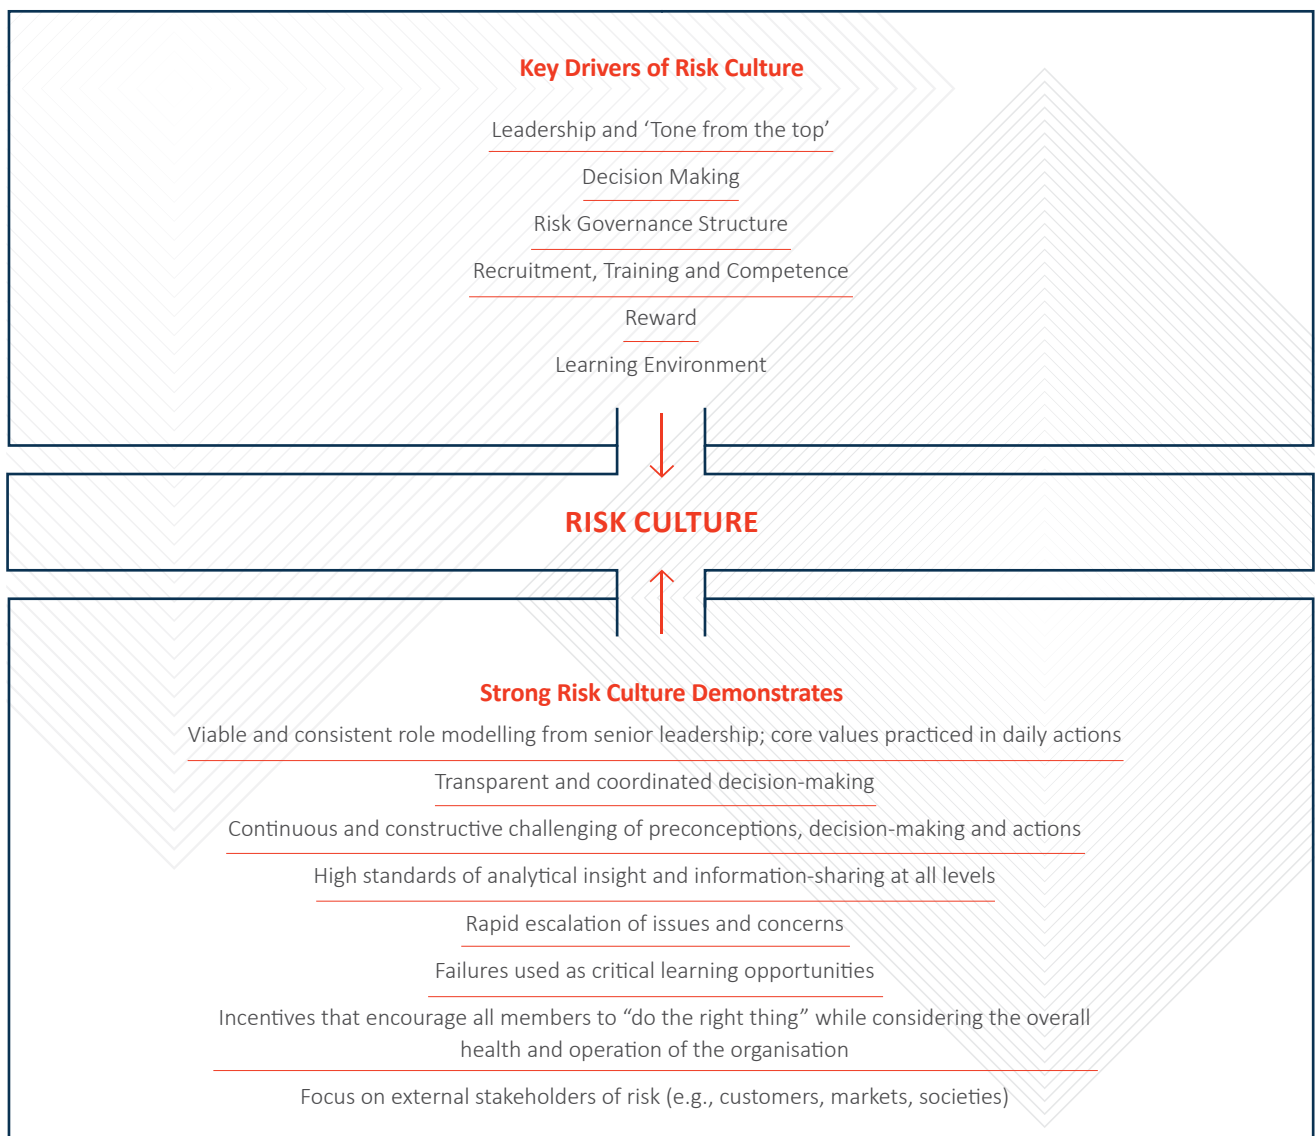 Key Drivers of Risk Culture
Leadership and ‘Tone from the top’
Decision Making
Risk Governance Structure
Recruitment, Training and Competence
Reward
Learning Environment
RISK CULTURE
Strong Risk Culture Demonstrates
Viable and consistent role modelling from senior leadership; core values practiced in daily actions
Transparent and coordinated decision-making
Continuous and constructive challenging of preconceptions, decision-making and actions
High standards of analytical insight and information-sharing at all levels
Rapid escalation of issues and concerns
Failures used as critical learning opportunities
Incentives that encourage all members to “do the right thing” while considering the overall
health and operation of the organisation
Focus on external stakeholders of risk (e.g., customers, markets, societies)